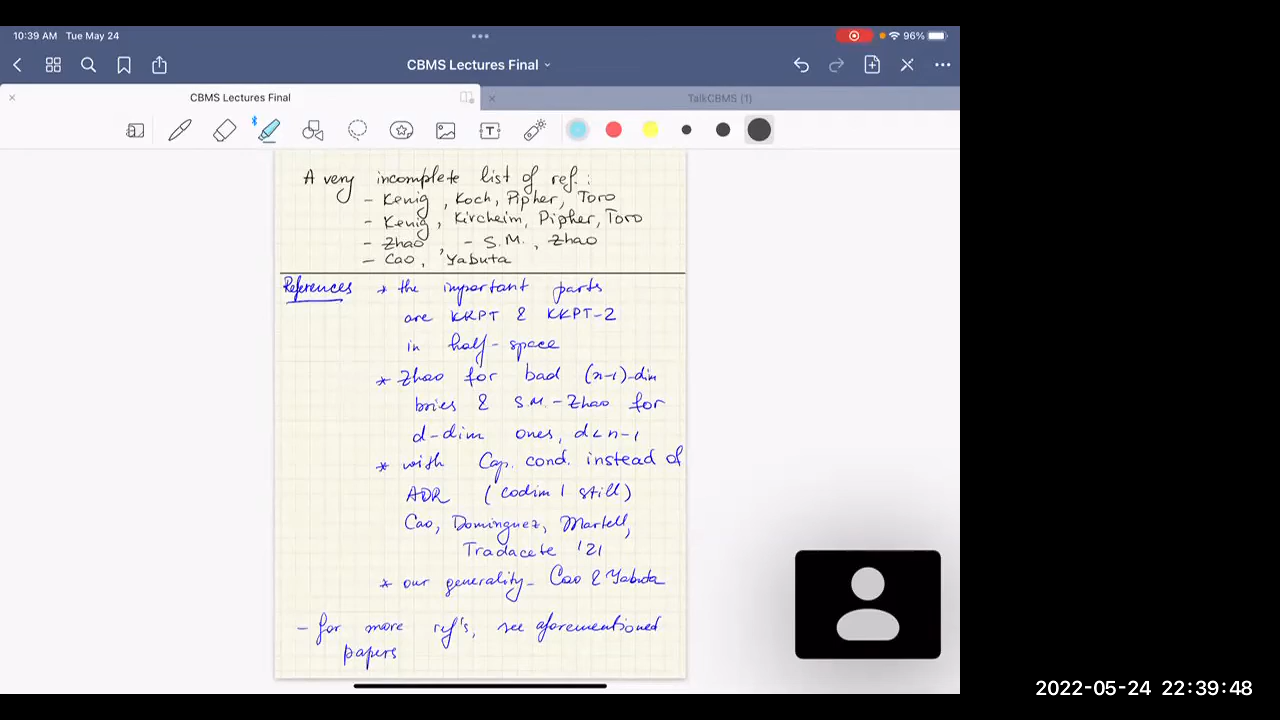 10:39 AM Tue May 24
96%
CBMS Lectures Final
CBMS Lectures Final
TalkCBMS (1)
A very incomplete list of ref.:
- Kenig, Koch, Pipher, Toro
- Kenig, Kircheim, Pipher, Toro
- Zhao, - S.M., Zhao
- Cao, Yabuta
References * the important parts
are KKPT & KKPT-2
in half-space
* Zhao for bad (n-1)-dim
bries & S.M.-Zhao for
d-dim ones, d<n-1
* with Cap. cond. instead of
ADR (codim 1 still)
Cao, Dominguez, Martell,
Tradacete '21
* our generality - Cao & Yabuta
- for more ref's, see aforementioned
papers
2022-05-24 22:39:48